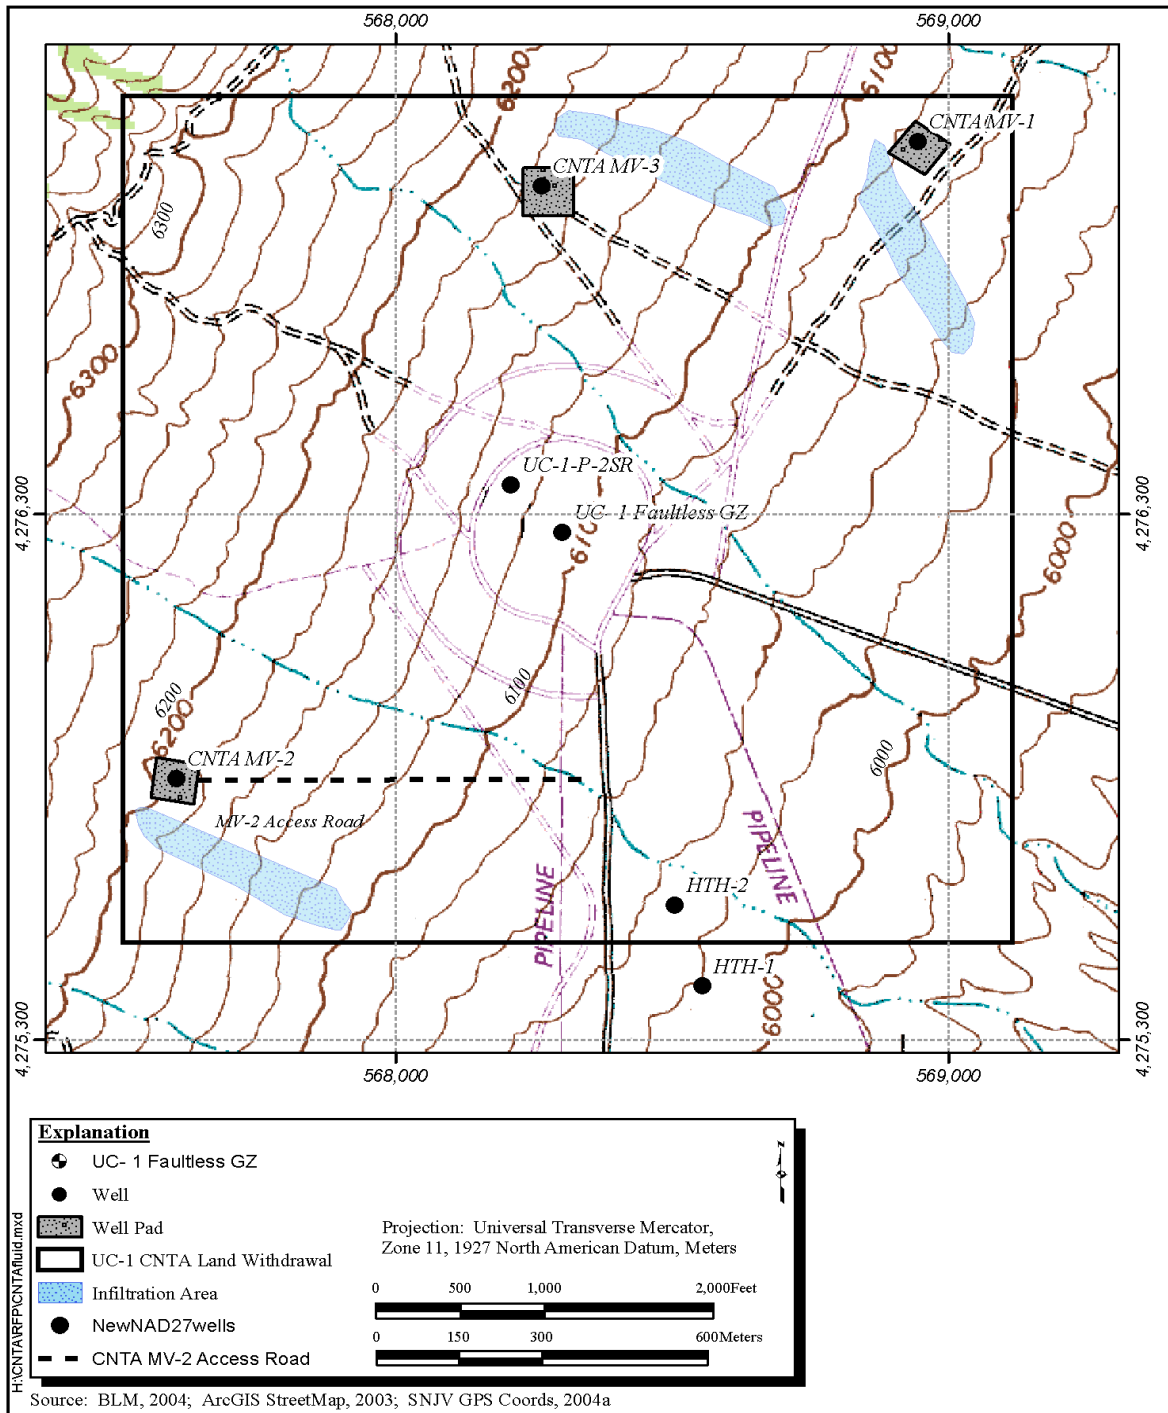 568,000
569,000
6200
6100
CNTA MV-1
CNTA MV-3
6300
6300
UC-1-P-2SR
4,276,300
4,276,300
UC- 1 Faultless GZ
610
6000
6100
6200
6200
CNTA MV-2
6000
MV-2 Access Road
PIPELINE
PIPELINE
HTH-2
HTH-1
6000
4,275,300
4,275,300
568,000
569,000
Explanation
UC- 1 Faultless GZ
Well
Well Pad
UC-1 CNTA Land Withdrawal
Infiltration Area
NewNAD27wells
CNTA MV-2 Access Road
Projection: Universal Transverse Mercator,
Zone 11, 1927 North American Datum, Meters
0 500 1,000 2,000Feet
0 150 300 600Meters
N
H:\CNTA\RFP\CNTAfluid.mxd
Source: BLM, 2004; ArcGIS StreetMap, 2003; SNJV GPS Coords, 2004a